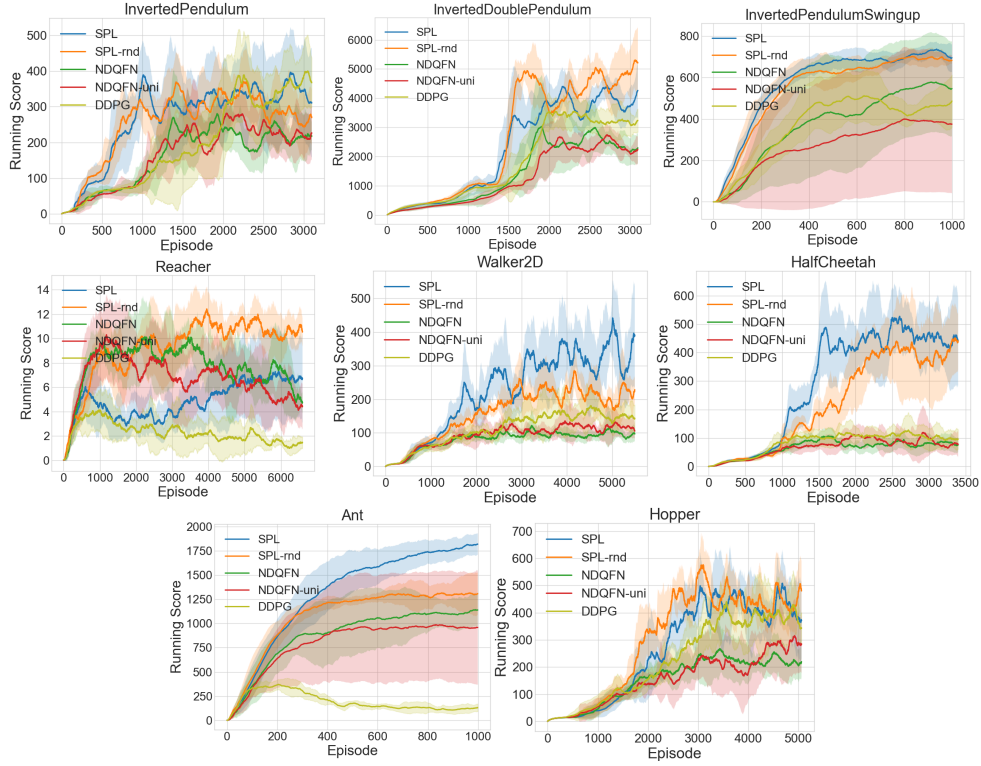 InvertedPendulum
Running Score
500
400
300
200
100
0
SPL
SPL-rnd
NDQFN
NDQFN-uni
DDPG
0 500 1000 1500 2000 2500 3000
Episode
InvertedDoublePendulum
Running Score
6000
5000
4000
3000
2000
1000
0
SPL
SPL-rnd
NDQFN
NDQFN-uni
DDPG
0 500 1000 1500 2000 2500 3000
Episode
InvertedPendulumSwingup
Running Score
800
600
400
200
0
SPL
SPL-rnd
NDQFN
NDQFN-uni
DDPG
0 200 400 600 800 1000
Episode
Reacher
Running Score
14
12
10
8
6
4
2
0
SPL
SPL-rnd
NDQFN
NDQFN-uni
DDPG
0 1000 2000 3000 4000 5000 6000
Episode
Walker2D
Running Score
500
400
300
200
100
0
SPL
SPL-rnd
NDQFN
NDQFN-uni
DDPG
0 1000 2000 3000 4000 5000
Episode
HalfCheetah
Running Score
600
500
400
300
200
100
0
SPL
SPL-rnd
NDQFN
NDQFN-uni
DDPG
0 500 1000 1500 2000 2500 3000 3500
Episode
Ant
Running Score
2000
1750
1500
1250
1000
750
500
250
0
SPL
SPL-rnd
NDQFN
NDQFN-uni
DDPG
0 200 400 600 800 1000
Episode
Hopper
Running Score
700
600
500
400
300
200
100
0
SPL
SPL-rnd
NDQFN
NDQFN-uni
DDPG
0 1000 2000 3000 4000 5000
Episode